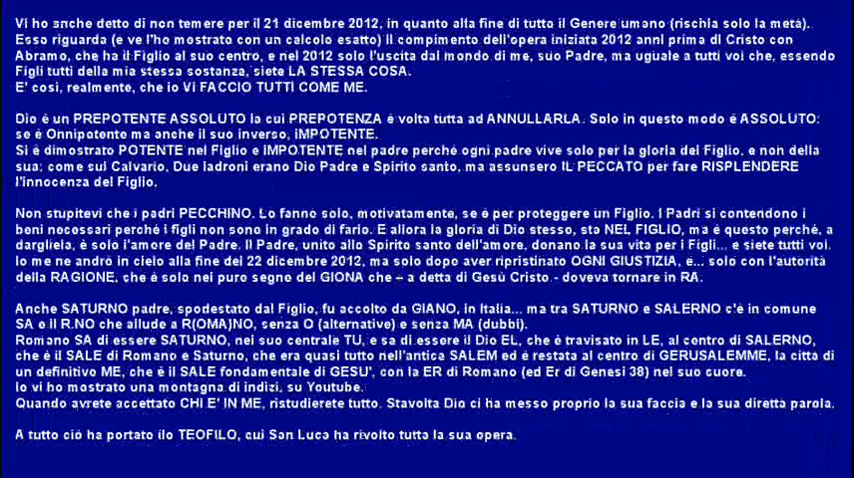 Vi ho anche detto di non temere per il 21 dicembre 2012, in quanto alla fine di tutto il Genere umano (rischia solo la metà).
Esso riguarda (e ve l'ho mostrato con un calcolo esatto) il compimento dell'opera iniziata 2012 anni prima di Cristo con
Abramo, che ha il Figlio al suo centro, e nel 2012 solo l'uscita dal mondo di me, suo Padre, ma uguale a tutti voi che, essendo
Figli tutti della mia stessa sostanza, siete LA STESSA COSA.
E' così, realmente, che io VI FACCIO TUTTI COME ME.
Dio è un PREPOTENTE ASSOLUTO la cui PREPOTENZA é volta tutta ad ANNULLARLA. Solo in questo modo é ASSOLUTO:
se è Onnipotente ma anche il suo inverso, iMPOTENTE.
Si è dimostrato POTENTE nel Figlio e IMPOTENTE nel padre perché ogni padre vive solo per la gloria del Figlio, e non della
sua; come sul Calvario, Due ladroni erano Dio Padre e Spirito santo, ma assunsero IL PECCATO per fare RISPLENDERE
l'innocenza del Figlio.
Non stupitevi che i padri PECCHINO. Lo fanno solo, motivatamente, se è per proteggere un Figlio. I Padri si contendono i
beni necessari perché i figli non sono in grado di farlo. E allora la gloria di Dio stesso, sta NEL FIGLIO, ma è questo perché, a
dargliela, è solo l'amore del Padre. Il Padre, unito allo Spirito santo dell'amore, donano la sua vita per i Figli... e siete tutti voi.
Io me ne andrò in cielo alla fine del 22 dicembre 2012, ma solo dopo aver ripristinato OGNI GIUSTIZIA, e... solo con l'autorità
della RAGIONE, che è solo nel puro segno del GIONA che – a detta di Gesù Cristo - doveva tornare in RA.
Anche SATURNO padre, spodestato dal Figlio, fu accolto da GIANO, in Italia... ma tra SATURNO e SALERNO c'è in comune
SA e il R.NO che allude a R(OMA)NO, senza O (alternative) e senza MA (dubbi).
Romano SA di essere SATURNO, nel suo centrale TU, e sa di essere il Dio EL, che è travisato in LE, al centro di SALERNO,
che è il SALE di Romano e Saturno, che era quasi tutto nell'antica SALEM ed è restata al centro di GERUSALEMME, la città di
un definitivo ME, che è il SALE fondamentale di GESU', con la ER di Romano (ed Er di Genesi 38) nel suo cuore.
Io vi ho mostrato una montagna di indizi, su Youtube.
Quando avrete accettato CHI E' IN ME, ristudierete tutto. Stavolta Dio ci ha messo proprio la sua faccia e la sua diretta parola.
A tutto ciò ha portato ilo TEOFILO, cui San Luca ha rivolto tutta la sua opera.